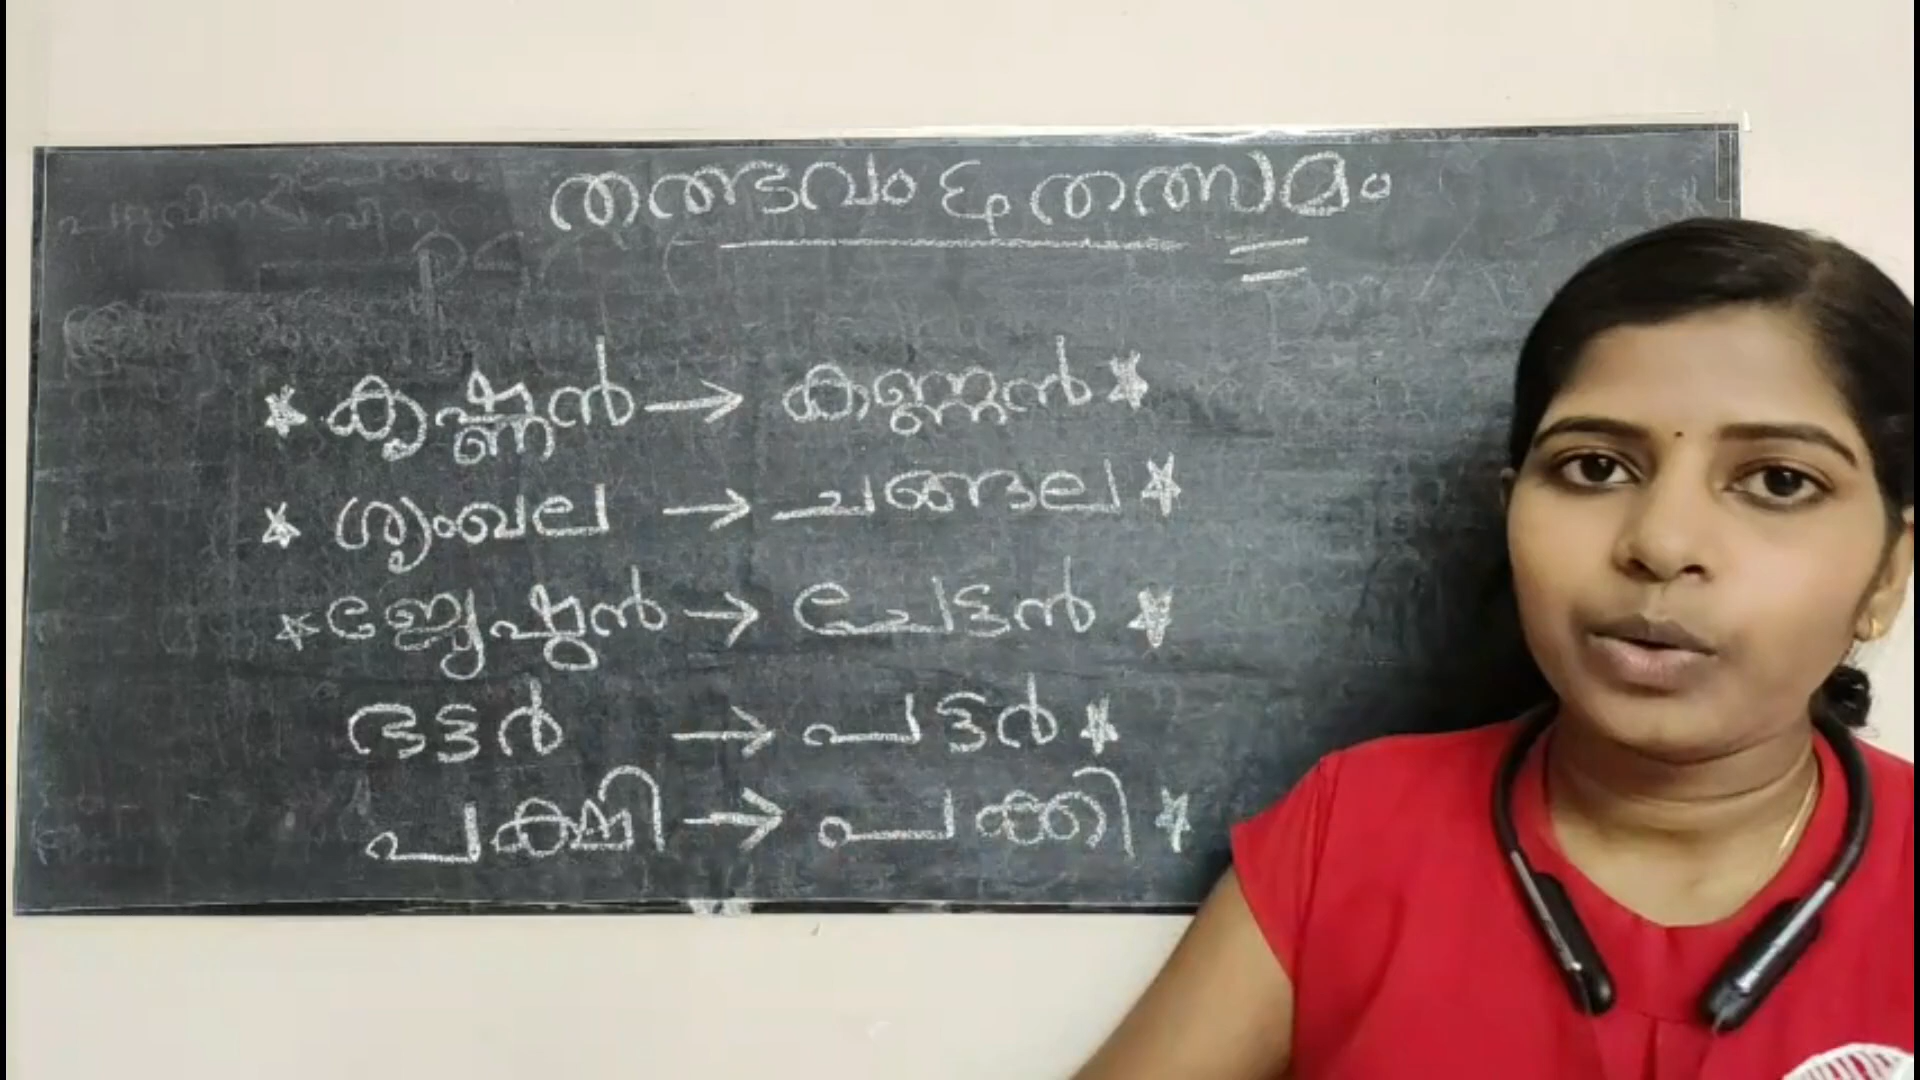 തത്ഭവം & തത്സമം
കൃഷ്ണൻ → കണ്ണൻ
ശൃംഖല → ചങ്ങല
ജ്യേഷ്ഠൻ → ചേട്ടൻ
ഭട്ടർ → പട്ടർ
പക്ഷി → പക്കി